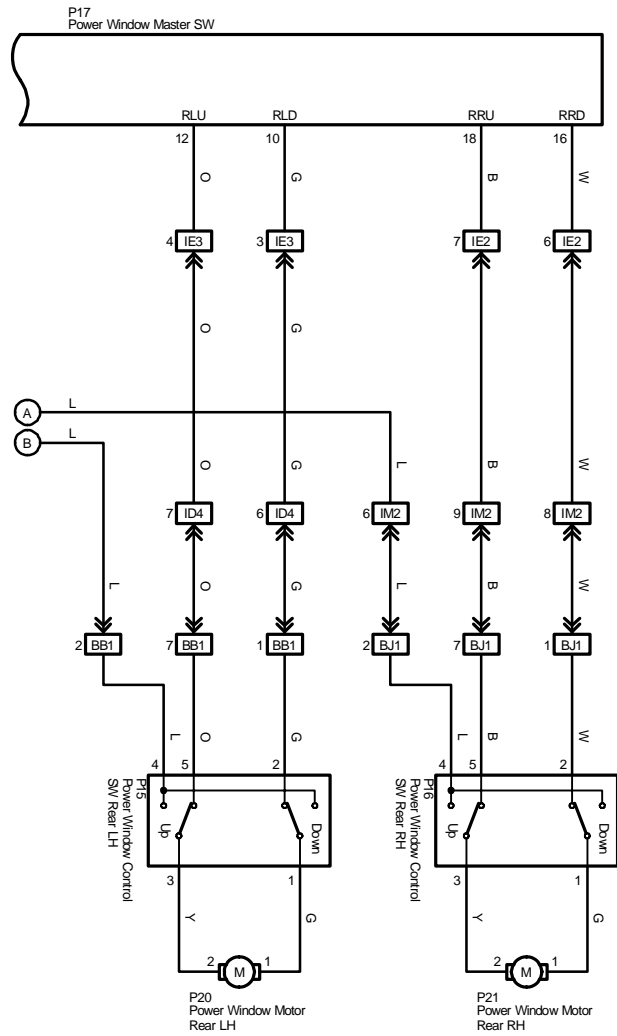 P17
Power Window Master SW
RLU RLD RRU RRD
12 10 18 16
O G B W
4 IE3 3 IE3 7 IE2 6 IE2
O G
A L
B L
O G L B W
7 ID4 6 ID4 6 IM2 9 IM2 8 IM2
L O G L B W
2 BB1 7 BB1 1 BB1 2 BJ1 7 BJ1 1 BJ1
L O G L B W
4 5 2 4 5 2
P15
Power Window Control
SW Rear LH
Up Down
P16
Power Window Control
SW Rear RH
Up Down
3 1 3 1
Y G Y G
2 M 1 2 M 1
P20
Power Window Motor
Rear LH
P21
Power Window Motor
Rear RH